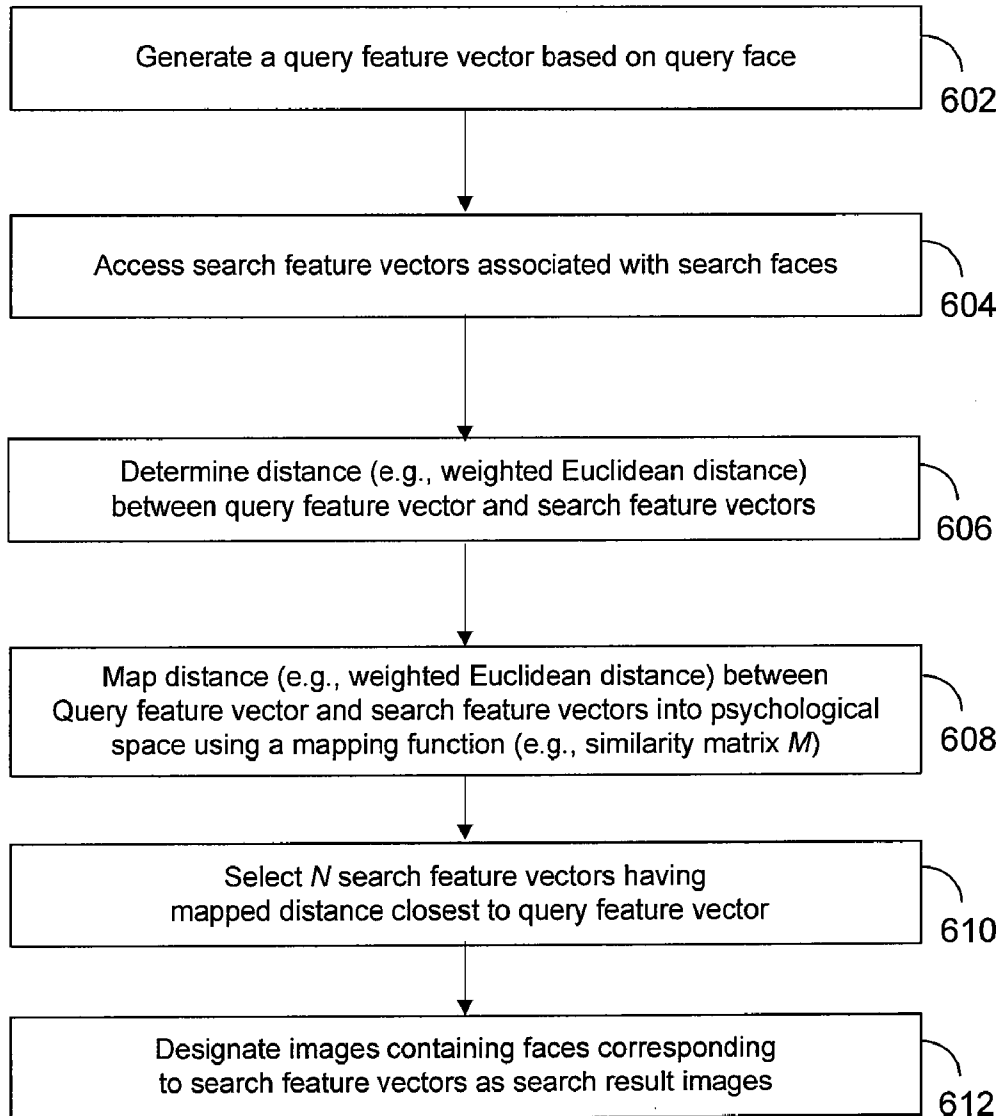 Generate a query feature vector based on query face
602
Access search feature vectors associated with search faces
604
Determine distance (e.g., weighted Euclidean distance)
between query feature vector and search feature vectors
606
Map distance (e.g., weighted Euclidean distance) between
Query feature vector and search feature vectors into psychological
space using a mapping function (e.g., similarity matrix M)
608
Select N search feature vectors having
mapped distance closest to query feature vector
610
Designate images containing faces corresponding
to search feature vectors as search result images
612